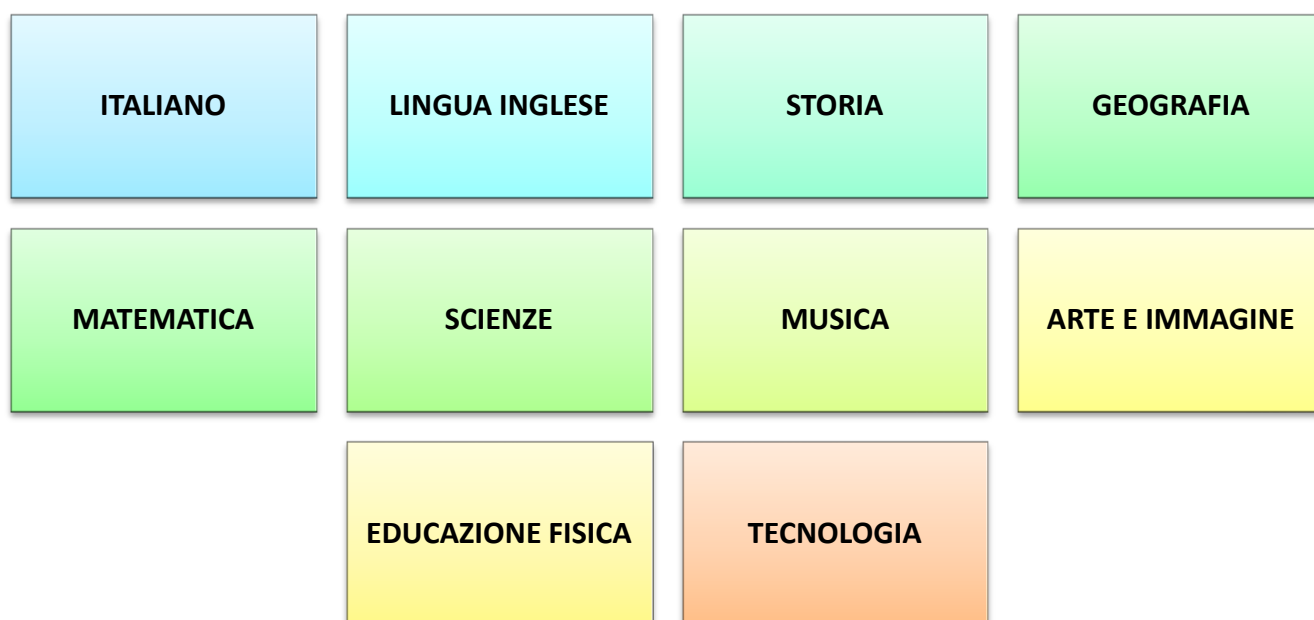 ITALIANO
LINGUA INGLESE
STORIA
GEOGRAFIA
MATEMATICA
SCIENZE
MUSICA
ARTE E IMMAGINE
EDUCAZIONE FISICA
TECNOLOGIA